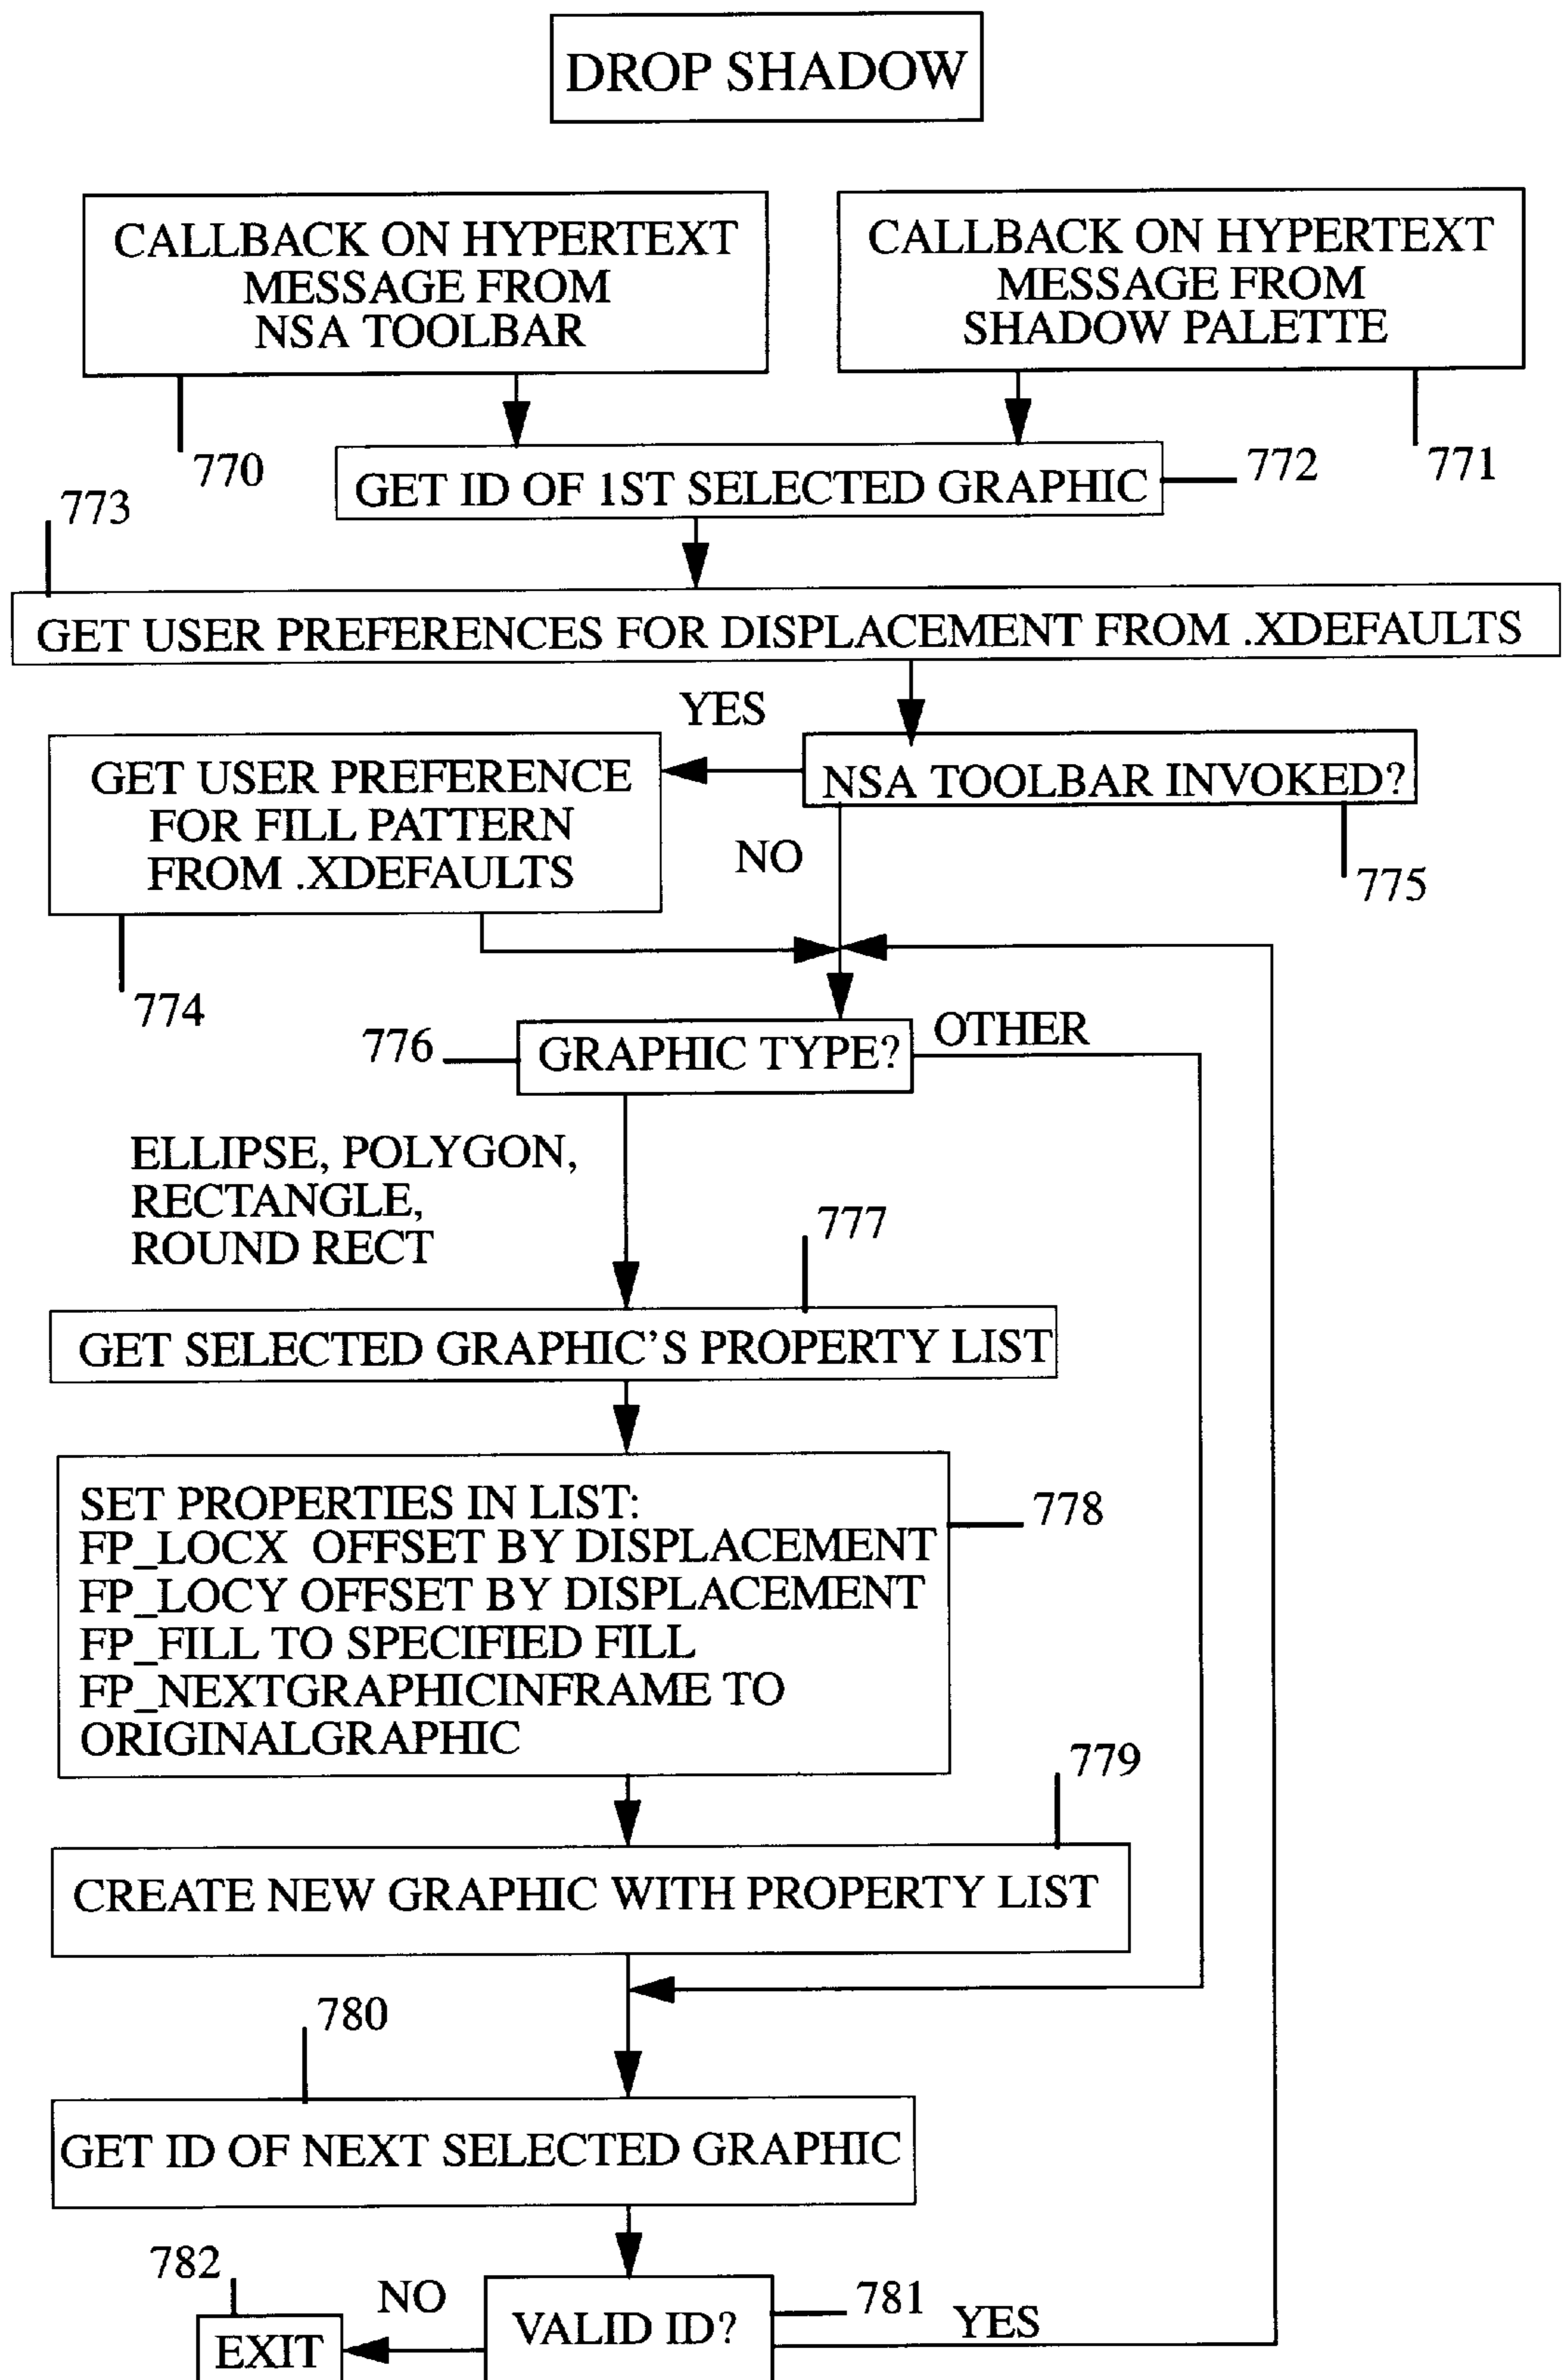 DROP SHADOW
CALLBACK ON HYPERTEXT
MESSAGE FROM
NSA TOOLBAR
CALLBACK ON HYPERTEXT
MESSAGE FROM
SHADOW PALETTE
770
771
GET ID OF 1ST SELECTED GRAPHIC
772
773
GET USER PREFERENCES FOR DISPLACEMENT FROM .XDEFAULTS
YES
GET USER PREFERENCE
FOR FILL PATTERN
FROM .XDEFAULTS
NSA TOOLBAR INVOKED?
NO
775
774
776
GRAPHIC TYPE?
OTHER
ELLIPSE, POLYGON,
RECTANGLE,
ROUND RECT
777
GET SELECTED GRAPHIC'S PROPERTY LIST
SET PROPERTIES IN LIST:
FP_LOCX OFFSET BY DISPLACEMENT
FP_LOCY OFFSET BY DISPLACEMENT
FP_FILL TO SPECIFIED FILL
FP_NEXTGRAPHICINFRAME TO
ORIGINALGRAPHIC
778
779
CREATE NEW GRAPHIC WITH PROPERTY LIST
780
GET ID OF NEXT SELECTED GRAPHIC
782
EXIT
NO
VALID ID?
781
YES